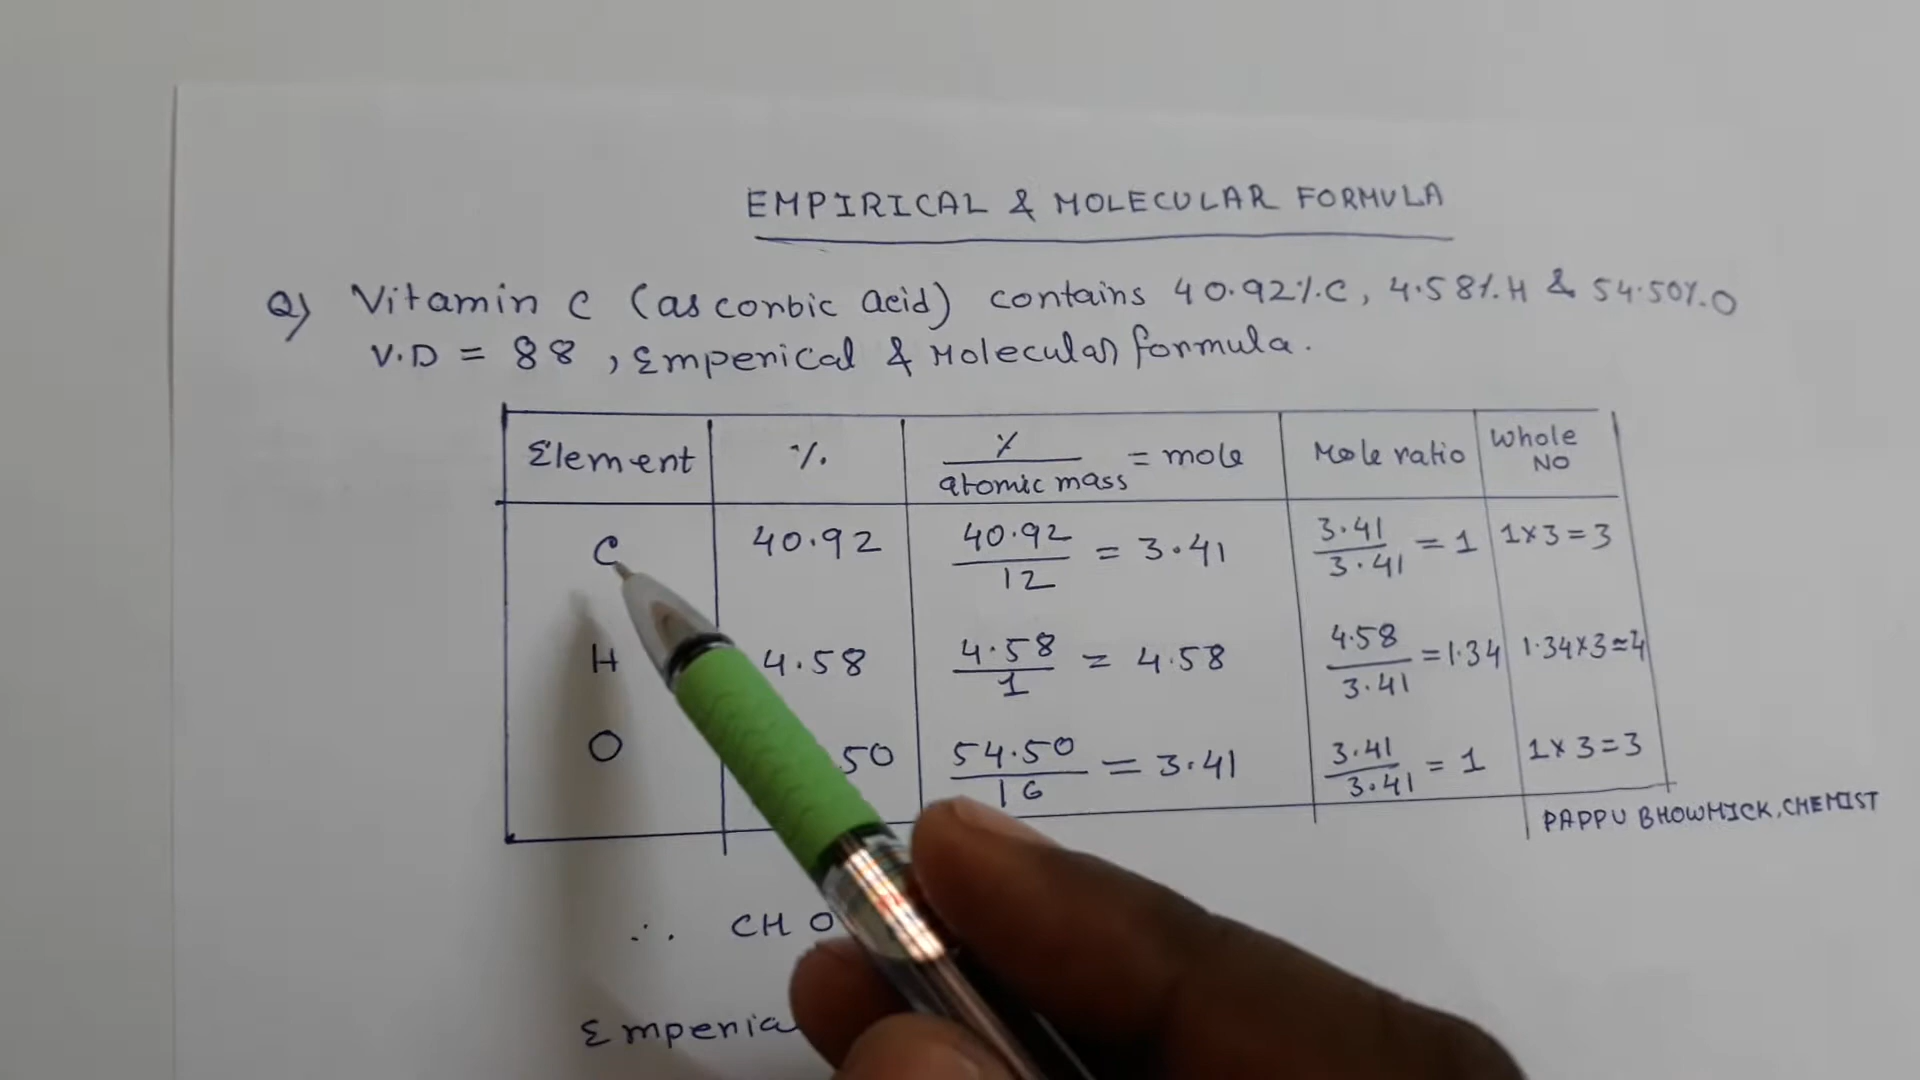 EMPIRICAL & MOLECULAR FORMULA
Q) Vitamin C (asconbic acid) contains 40.92%.C, 4.58%.H & 54.50%.O
V.D = 88, Emperical & Molecular formula.
Element % %/atomic mass = mole Mole ratio Whole NO
C 40.92 40.92/12 = 3.41 3.41/3.41 = 1 1×3=3
H 4.58 4.58/1 = 4.58 4.58/3.41 =1.34 1.34×3≈4
O .50 54.50/16 = 3.41 3.41/3.41 = 1 1×3=3
PAPPU BHOWMICK, CHEMIST
∴ CH O
Emperica